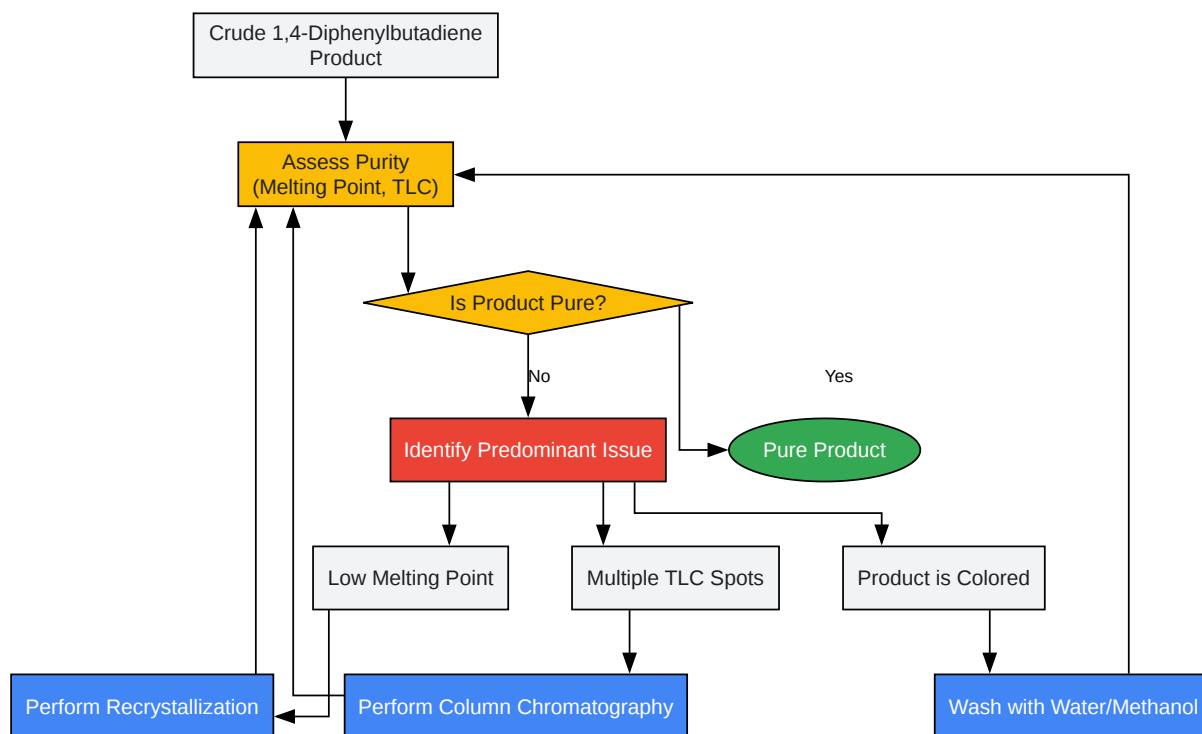 Crude 1,4-Diphenylbutadiene
Product
Assess Purity
(Melting Point, TLC)
Is Product Pure?
No
Yes
Identify Predominant Issue
Pure Product
Low Melting Point
Multiple TLC Spots
Product is Colored
Perform Recrystallization
Perform Column Chromatography
Wash with Water/Methanol